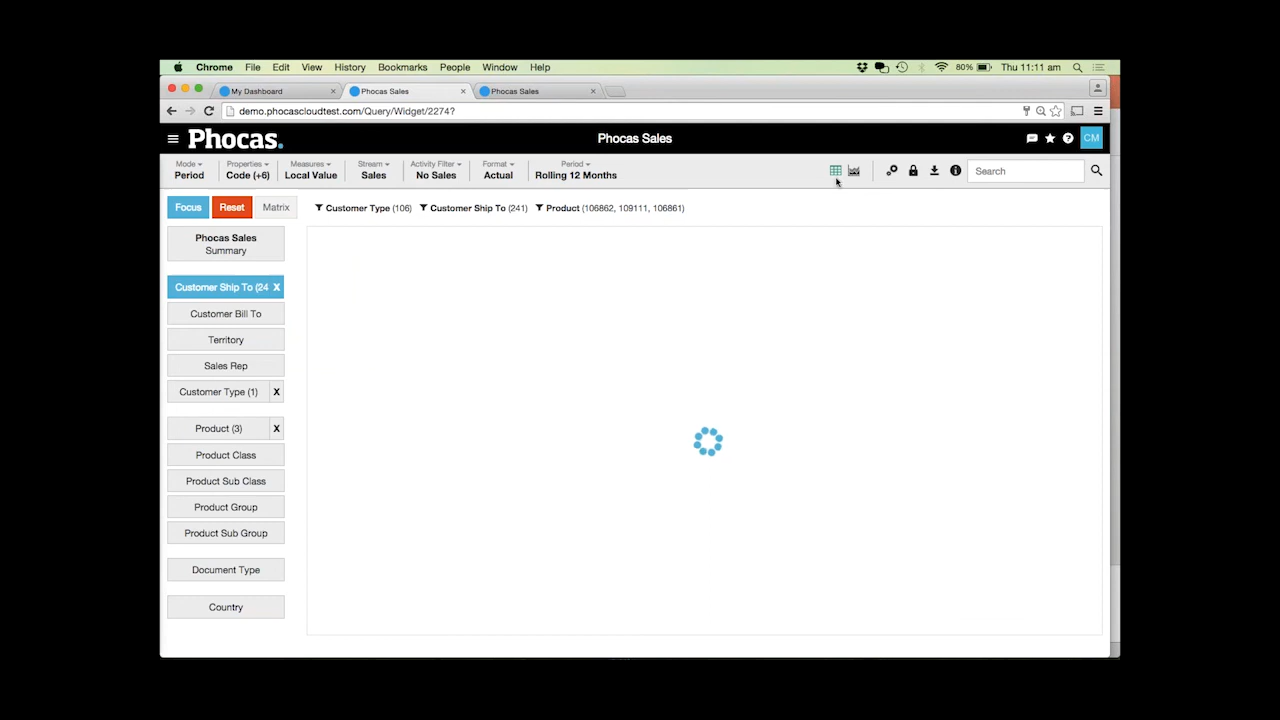 Chrome File Edit View History Bookmarks People Window Help 80% Thu 11:11 am
My Dashboard x Phocas Sales x Phocas Sales x
demo.phocascloudtest.com/Query/Widget/2274?
Phocas. Phocas Sales CM
Mode Properties Measures Stream Activity Filter Format Period
Period Code (+6) Local Value Sales No Sales Actual Rolling 12 Months Search
Focus Reset Matrix Customer Type (106) Customer Ship To (241) Product (106862, 109111, 106861)
Phocas Sales
Summary
Customer Ship To (24 X
Customer Bill To
Territory
Sales Rep
Customer Type (1) X
Product (3) X
Product Class
Product Sub Class
Product Group
Product Sub Group
Document Type
Country